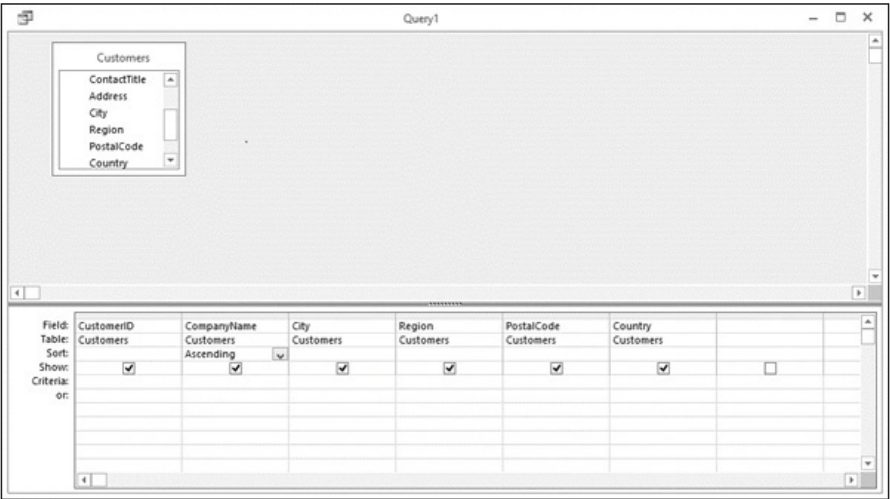 Query1
Customers
ContactTitle
Address
City
Region
PostalCode
Country
Field: CustomerID CompanyName City Region PostalCode Country
Table: Customers Customers Customers Customers Customers Customers
Sort: Ascending
Show:
Criteria:
or: